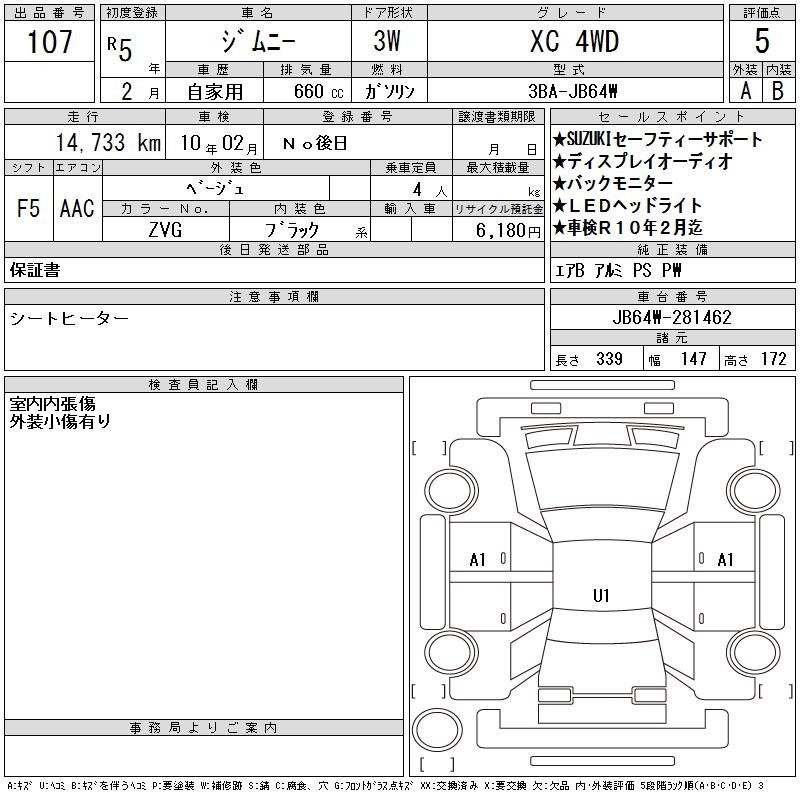 出品番号
107
初度登録
R5年
2月
車名
ｼﾞﾑﾆｰ
ドア形状
3W
グレード
XC 4WD
評価点
5
車歴
自家用
排気量
660 cc
燃料
ｶﾞｿﾘﾝ
型式
3BA-JB64W
外装 内装
A B
走行
14,733 km
車検
10年02月
登録番号
Ｎｏ後日
譲渡書類期限
月 日
シフト
F5
エアコン
AAC
外装色
ﾍﾞｰｼﾞｭ
乗車定員
4 人
最大積載量
kg
カラーNo.
ZVG
内装色
ﾌﾞﾗｯｸ 系
輸入車
リサイクル預託金
6,180円
後日発送部品
保証書
セールスポイント
★SUZUKIセーフティーサポート
★ディスプレイオーディオ
★バックモニター
★ＬＥＤヘッドライト
★車検Ｒ１０年２月迄
純正装備
ｴｱB ｱﾙﾐ PS PW
注意事項欄
シートヒーター
車台番号
JB64W-281462
諸元
長さ 339 幅 147 高さ 172
検査員記入欄
室内内張傷
外装小傷有り
A1
A1
U1
事務局よりご案内
A:ｷｽﾞ U:ﾍｺﾐ B:ｷｽﾞを伴うﾍｺﾐ P:要塗装 W:補修跡 S:錆 C:腐食、穴 G:ﾌﾛﾝﾄｶﾞﾗｽ点ｷｽﾞ XX:交換済み X:要交換 欠:欠品 内･外装評価 5段階ﾗﾝｸ順(A･B･C･D･E) 3